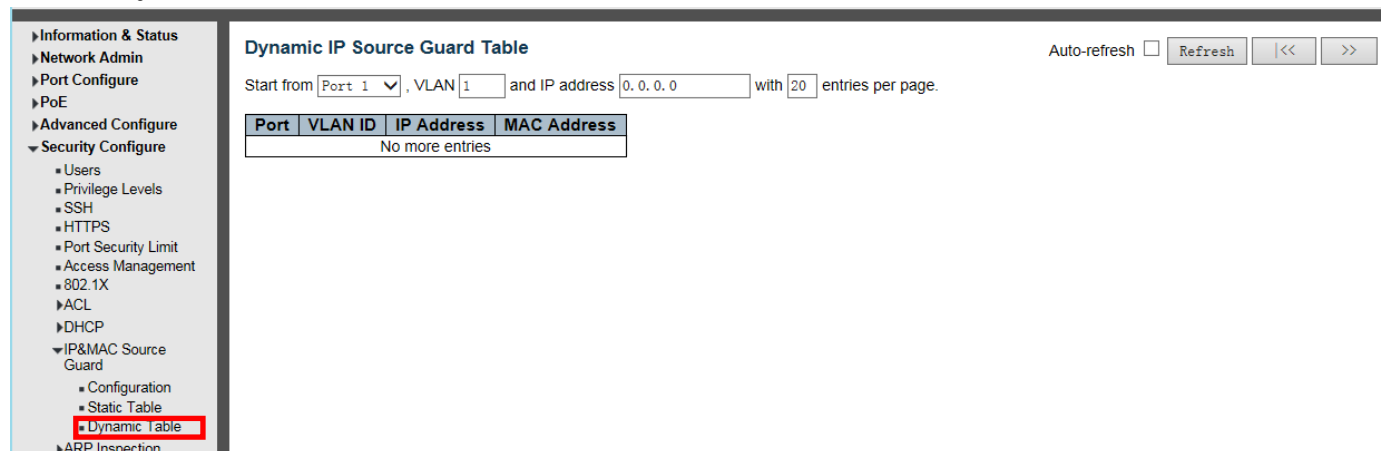 Information & Status
Network Admin
Port Configure
PoE
Advanced Configure
Security Configure
Users
Privilege Levels
SSH
HTTPS
Port Security Limit
Access Management
802.1X
ACL
DHCP
IP&MAC Source
Guard
Configuration
Static Table
Dynamic Table
ARP Inspection
Dynamic IP Source Guard Table
Auto-refresh Refresh |<< >>
Start from Port 1 , VLAN 1 and IP address 0.0.0.0 with 20 entries per page.
Port VLAN ID IP Address MAC Address
No more entries